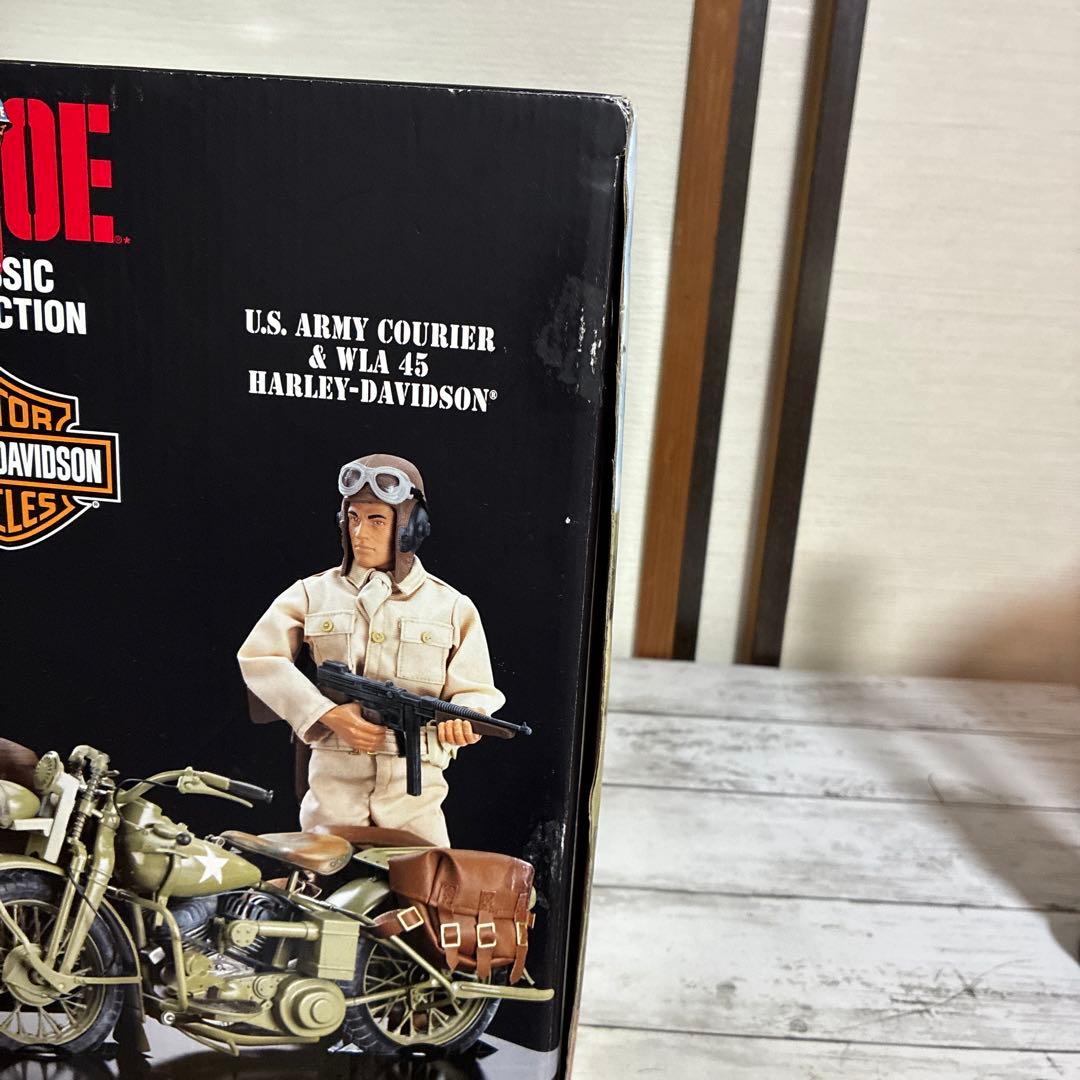 OE®*
SSIC
CTION
U.S. ARMY COURIER
& WLA 45
HARLEY-DAVIDSON®
TOR
DAVIDSON
CLES®